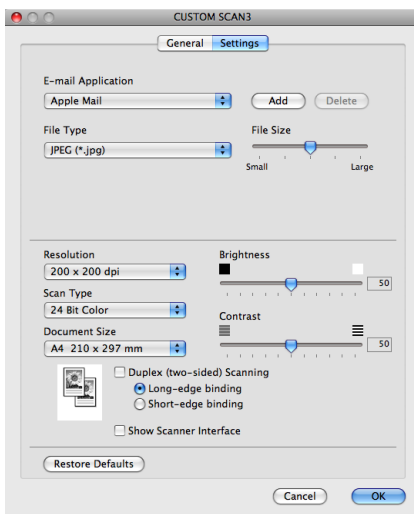 CUSTOM SCAN3
General Settings
E-mail Application
Apple Mail Add Delete
File Type File Size
JPEG (*.jpg)
Small Large
Resolution Brightness
200 x 200 dpi
50
Scan Type
24 Bit Color
Contrast
Document Size
A4 210 x 297 mm 50
Duplex (two-sided) Scanning
Long-edge binding
Short-edge binding
Show Scanner Interface
Restore Defaults
Cancel OK